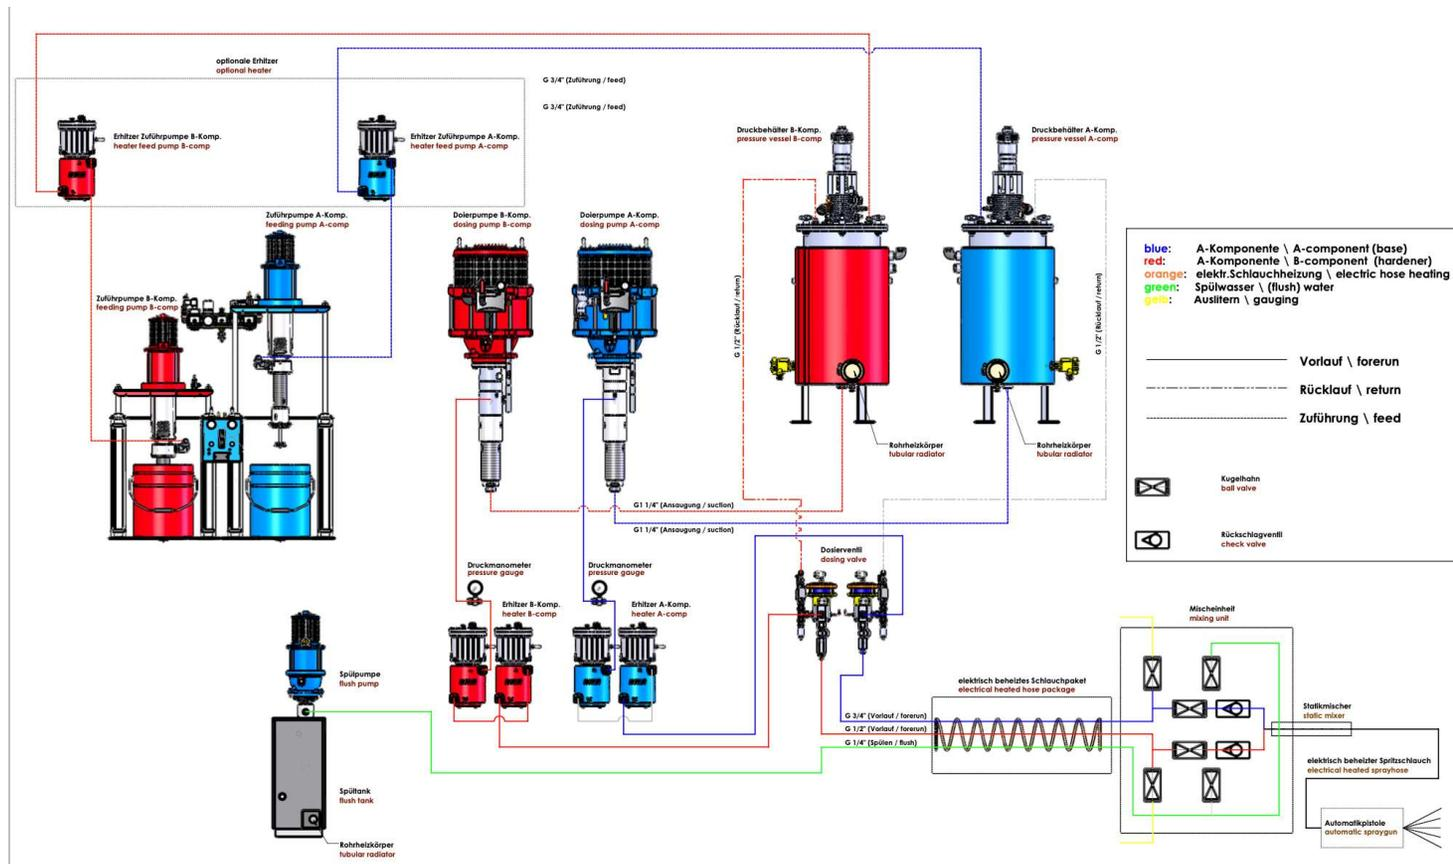 optionale Erhitzer
optional heater
G 3/4" (Zuführung / feed)
G 3/4" (Zuführung / feed)
Erhitzer Zuführpumpe B-Komp.
heater feed pump B-comp
Erhitzer Zuführpumpe A-Komp.
heater feed pump A-comp
Druckbehälter B-Komp.
pressure vessel B-comp
Druckbehälter A-Komp.
pressure vessel A-comp
Zuführpumpe A-Komp.
feeding pump A-comp
Doierpumpe B-Komp.
dosing pump B-comp
Doierpumpe A-Komp.
dosing pump A-comp
Zuführpumpe B-Komp.
feeding pump B-comp
G 1/2" (Rücklauf / return)
G 1/2" (Rücklauf / return)
blue: A-Komponente \ A-component (base)
red: A-Komponente \ B-component (hardener)
orange: elektr.Schlauchheizung \ electric hose heating
green: Spülwasser \ (flush) water
gelb: Auslitern \ gauging
Vorlauf \ forerun
Rücklauf \ return
Zuführung \ feed
Kugelhahn
ball valve
Rückschlagventil
check valve
Rohrheizkörper
tubular radiator
Rohrheizkörper
tubular radiator
G1 1/4" (Ansaugung / suction)
G1 1/4" (Ansaugung / suction)
Druckmanometer
pressure gauge
Druckmanometer
pressure gauge
Dosierventil
dosing valve
Erhitzer B-Komp.
heater B-comp
Erhitzer A-Komp.
heater A-comp
Mischeinheit
mixing unit
Spülpumpe
flush pump
elektrisch beheiztes Schlauchpaket
electrical heated hose package
G 3/4" (Vorlauf / forerun)
G 1/2" (Vorlauf / forerun)
G 1/4" (Spülen / flush)
Statikmischer
static mixer
elektrisch beheizter Spritzschlauch
electrical heated sprayhose
Spültank
flush tank
Automatikpistole
automatic spraygun
Rohrheizkörper
tubular radiator